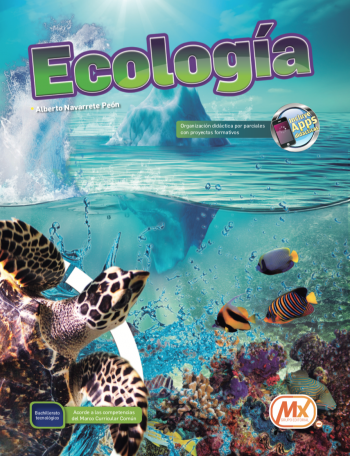 Ecología
Alberto Navarrete Peón
Organización didáctica por parciales
con proyectos formativos
Apps
Bachillerato
tecnológico
Acorde a las competencias
del Marco Curricular Común
Mx